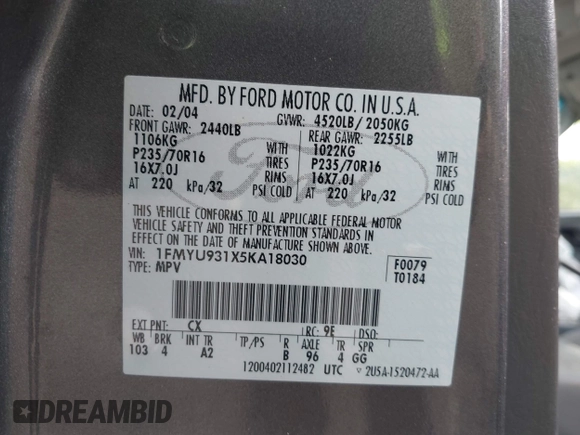 MFD. BY FORD MOTOR CO. IN U.S.A.
DATE: 02/04 GVWR: 4520LB/ 2050KG
FRONT GAWR: 2440LB REAR GAWR: 2255LB
1106KG WITH 1022KG WITH
P235/70R16 TIRES P235/70R16 TIRES
16X7.0J RIMS 16X7.0J RIMS
AT 220 kPa/32 PSI COLD AT 220 kPa/32 PSI COLD
Ford
THIS VEHICLE CONFORMS TO ALL APPLICABLE FEDERAL MOTOR
VEHICLE SAFETY AND THEFT PREVENTION STANDARDS IN
EFFECT ON THE DATE OF MANUFACTURE SHOWN ABOVE.
VIN: 1FMYU931X5KA18030 F0079
TYPE: MPV T0184
EXT PNT: CX RC: 9E DSO:
WB BRK INT TR TP/PS R AXLE TR SPR
103 4 A2 B 96 4 GG
1200402112482 UTC 2U5A-1520472-AA
DREAMBID